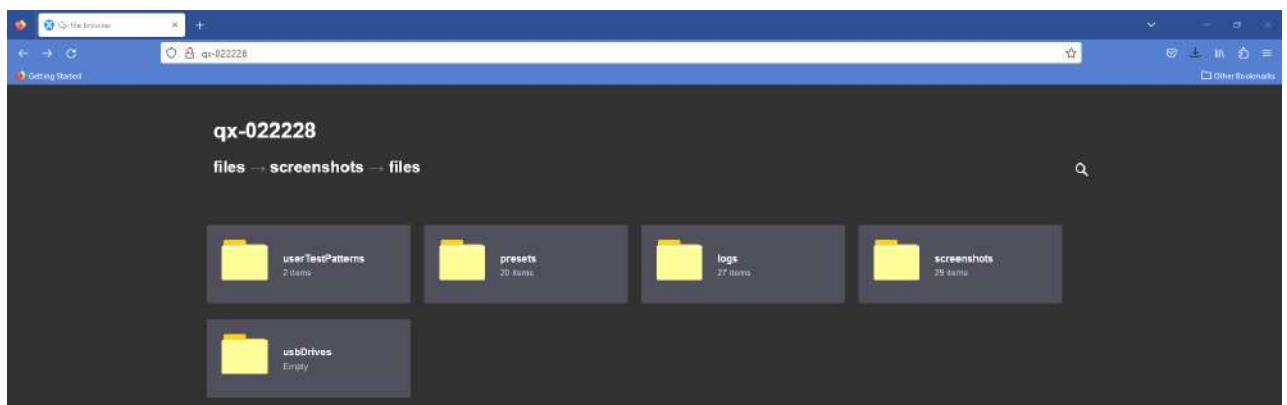 Qx file browser
qx-022228
Getting Started
Other Bookmarks
qx-022228
files → screenshots → files
userTestPatterns
2 items
presets
20 items
logs
27 items
screenshots
29 items
usbDrives
Empty